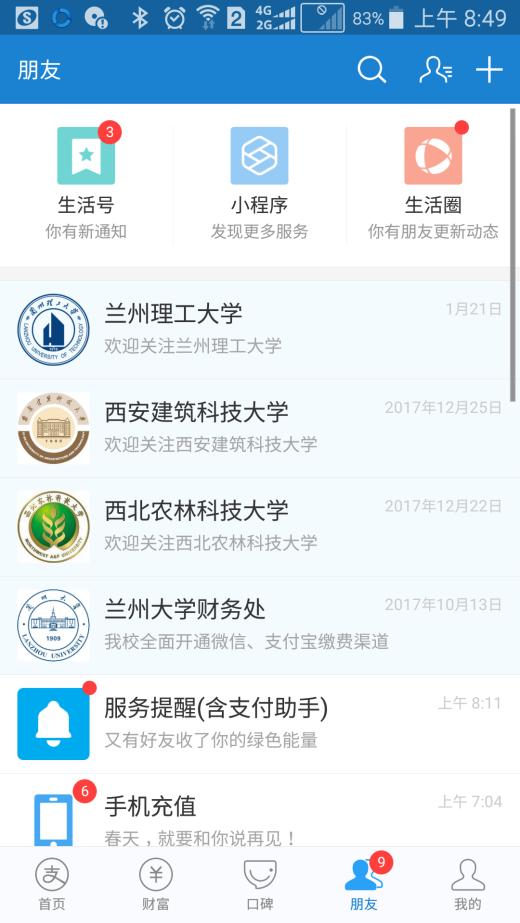 4G
2G
2
83%
上午 8:49
朋友
3
生活号
你有新通知
小程序
发现更多服务
生活圈
你有朋友更新动态
兰州理工大学
1月21日
欢迎关注兰州理工大学
LANZHOU UNIVERSITY OF TECHNOLOGY
西安建筑科技大学
2017年12月25日
欢迎关注西安建筑科技大学
西北农林科技大学
2017年12月22日
欢迎关注西北农林科技大学
NORTHWEST A&F UNIVERSITY
兰州大学财务处
2017年10月13日
我校全面开通微信、支付宝缴费渠道
1909
LANZHOU UNIVERSITY
服务提醒(含支付助手)
上午 8:11
又有好友收了你的绿色能量
6
手机充值
上午 7:04
春天，就要和你说再见！
支
首页
¥
财富
口碑
9
朋友
我的